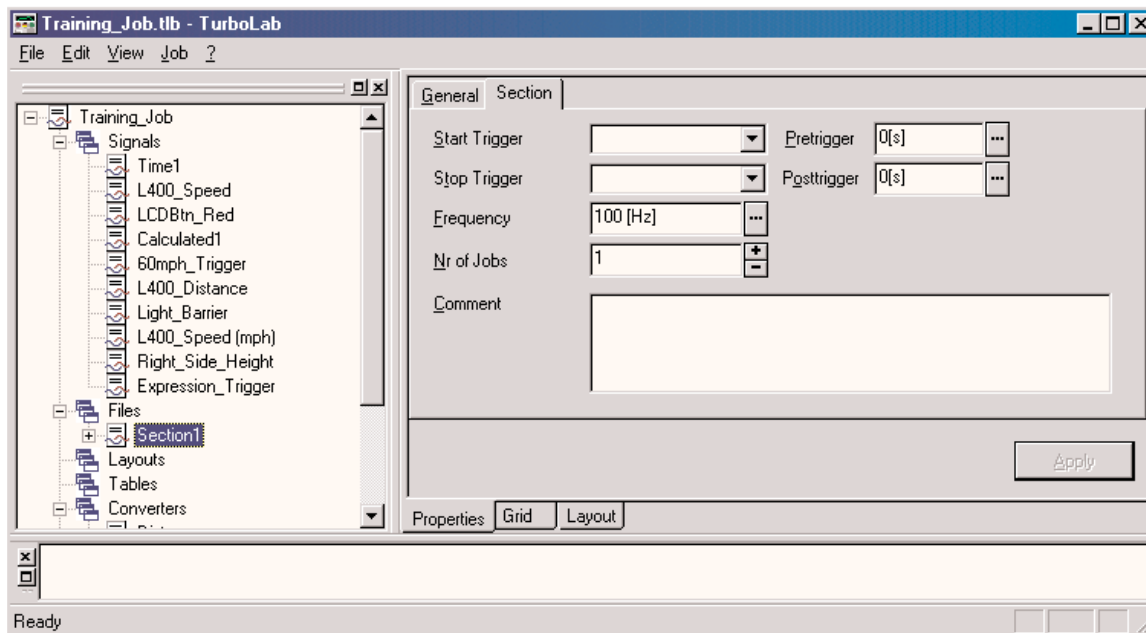 Training_Job.tlb - TurboLab
File Edit View Job ?
Training_Job
Signals
Time1
L400_Speed
LCDBtn_Red
Calculated1
60mph_Trigger
L400_Distance
Light_Barrier
L400_Speed (mph)
Right_Side_Height
Expression_Trigger
Files
Section1
Layouts
Tables
Converters
General Section
Start Trigger Pretrigger 0[s] ...
Stop Trigger Posttrigger 0[s] ...
Frequency 100 [Hz] ...
Nr of Jobs 1
Comment
Apply
Properties Grid Layout
Ready